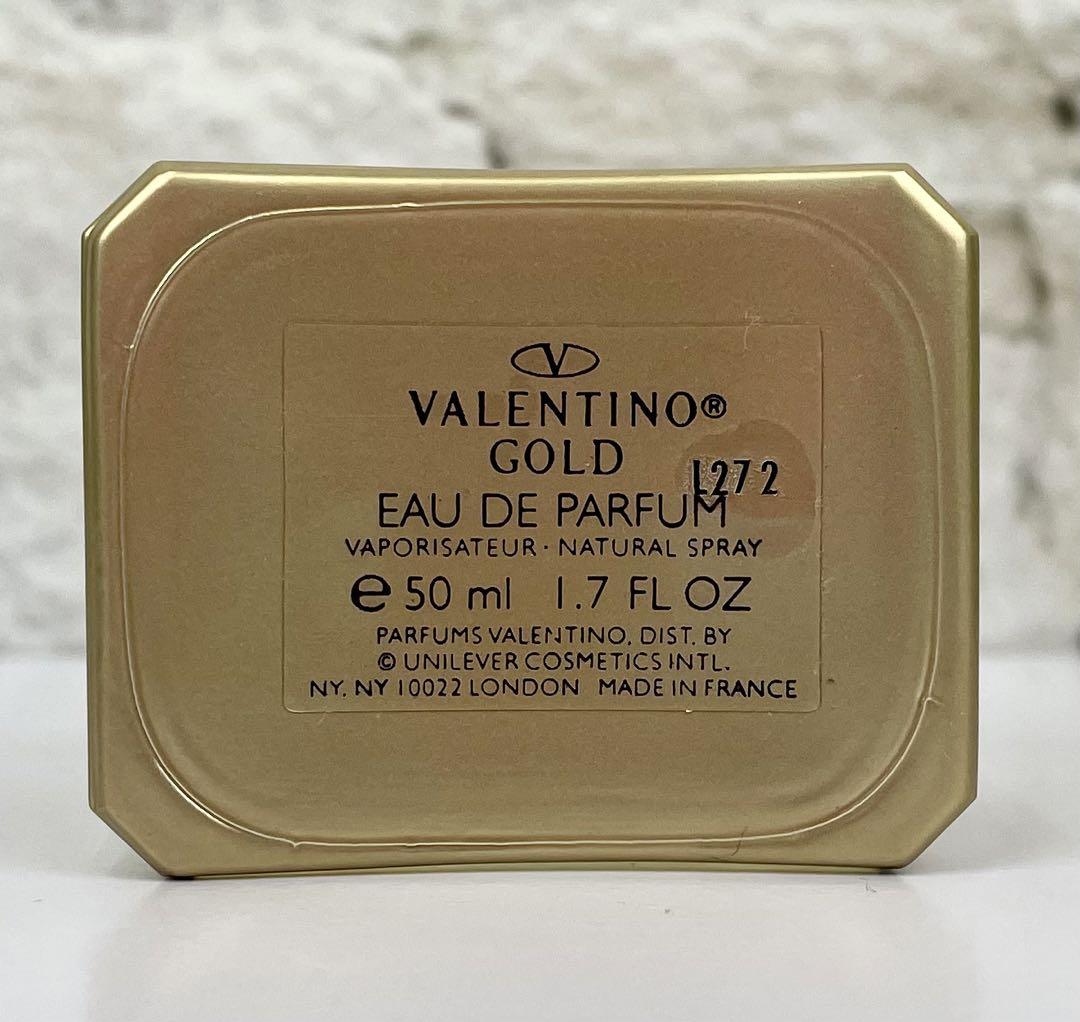 V
VALENTINO®
GOLD
L272
EAU DE PARFUM
VAPORISATEUR · NATURAL SPRAY
e 50 ml 1.7 FL OZ
PARFUMS VALENTINO, DIST. BY
© UNILEVER COSMETICS INTL.
NY, NY 10022 LONDON MADE IN FRANCE